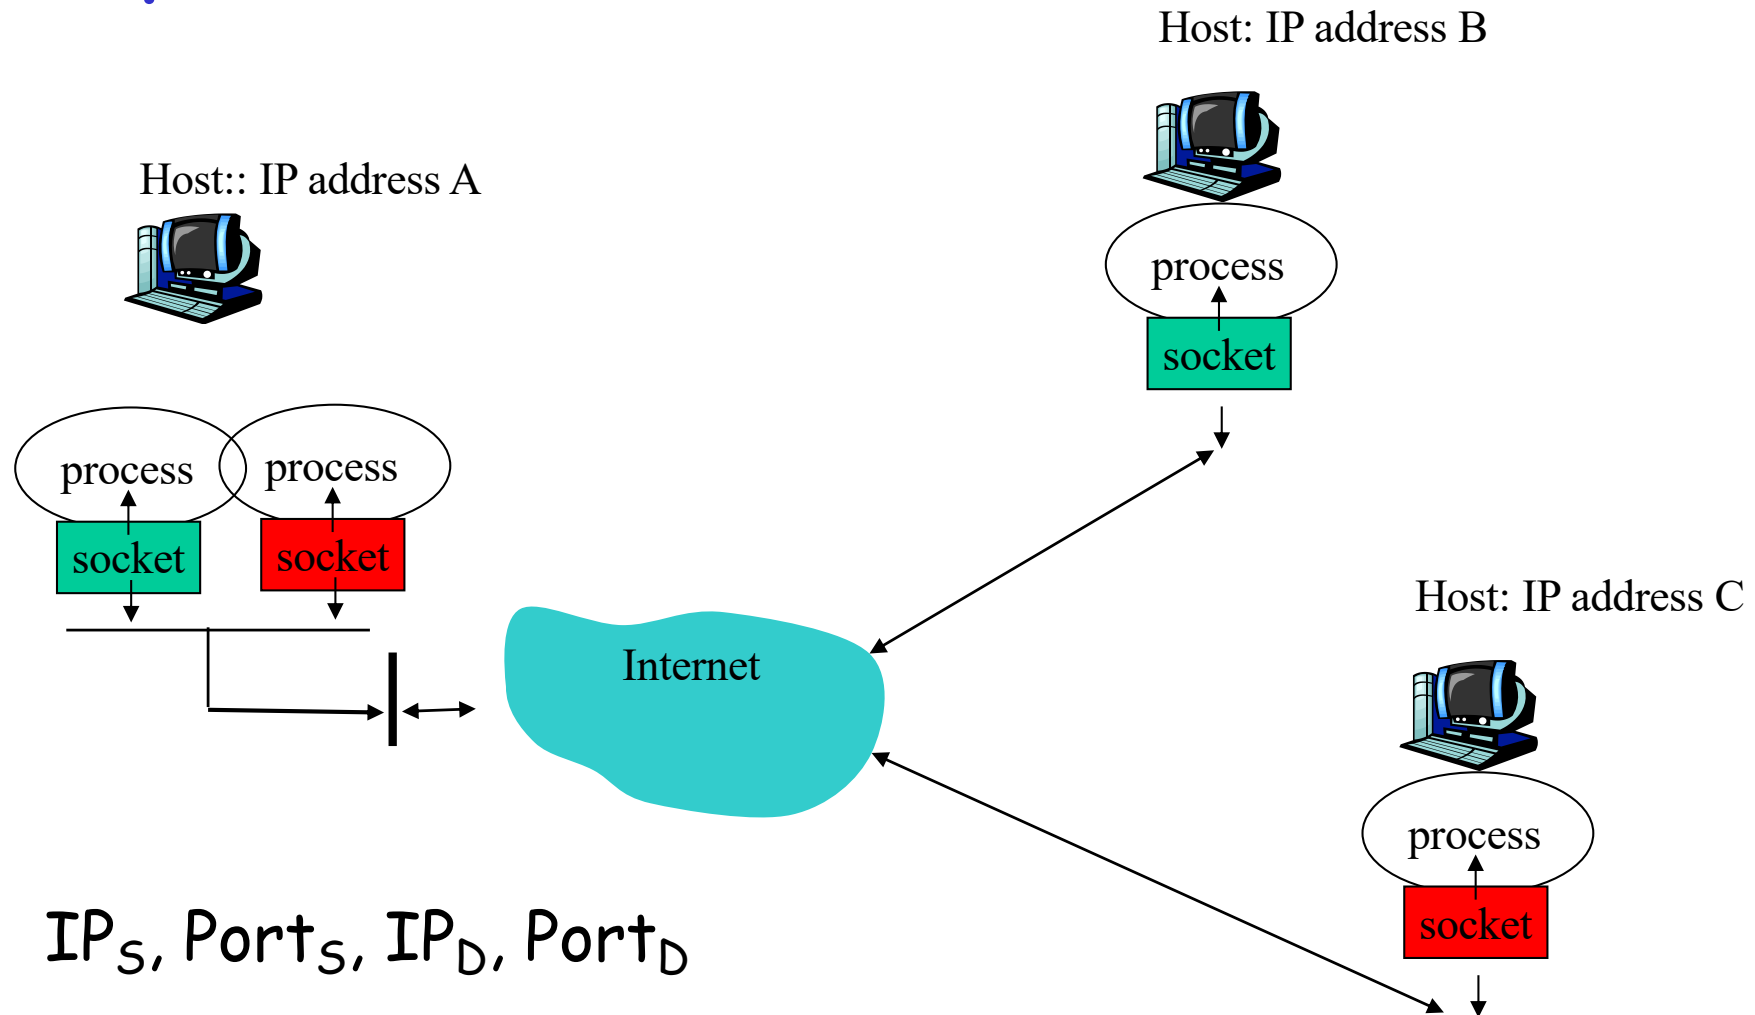 Host: IP address B
Host:: IP address A
process
socket
process
process
socket
socket
Host: IP address C
Internet
process
socket
IPS, PortS, IPD, PortD